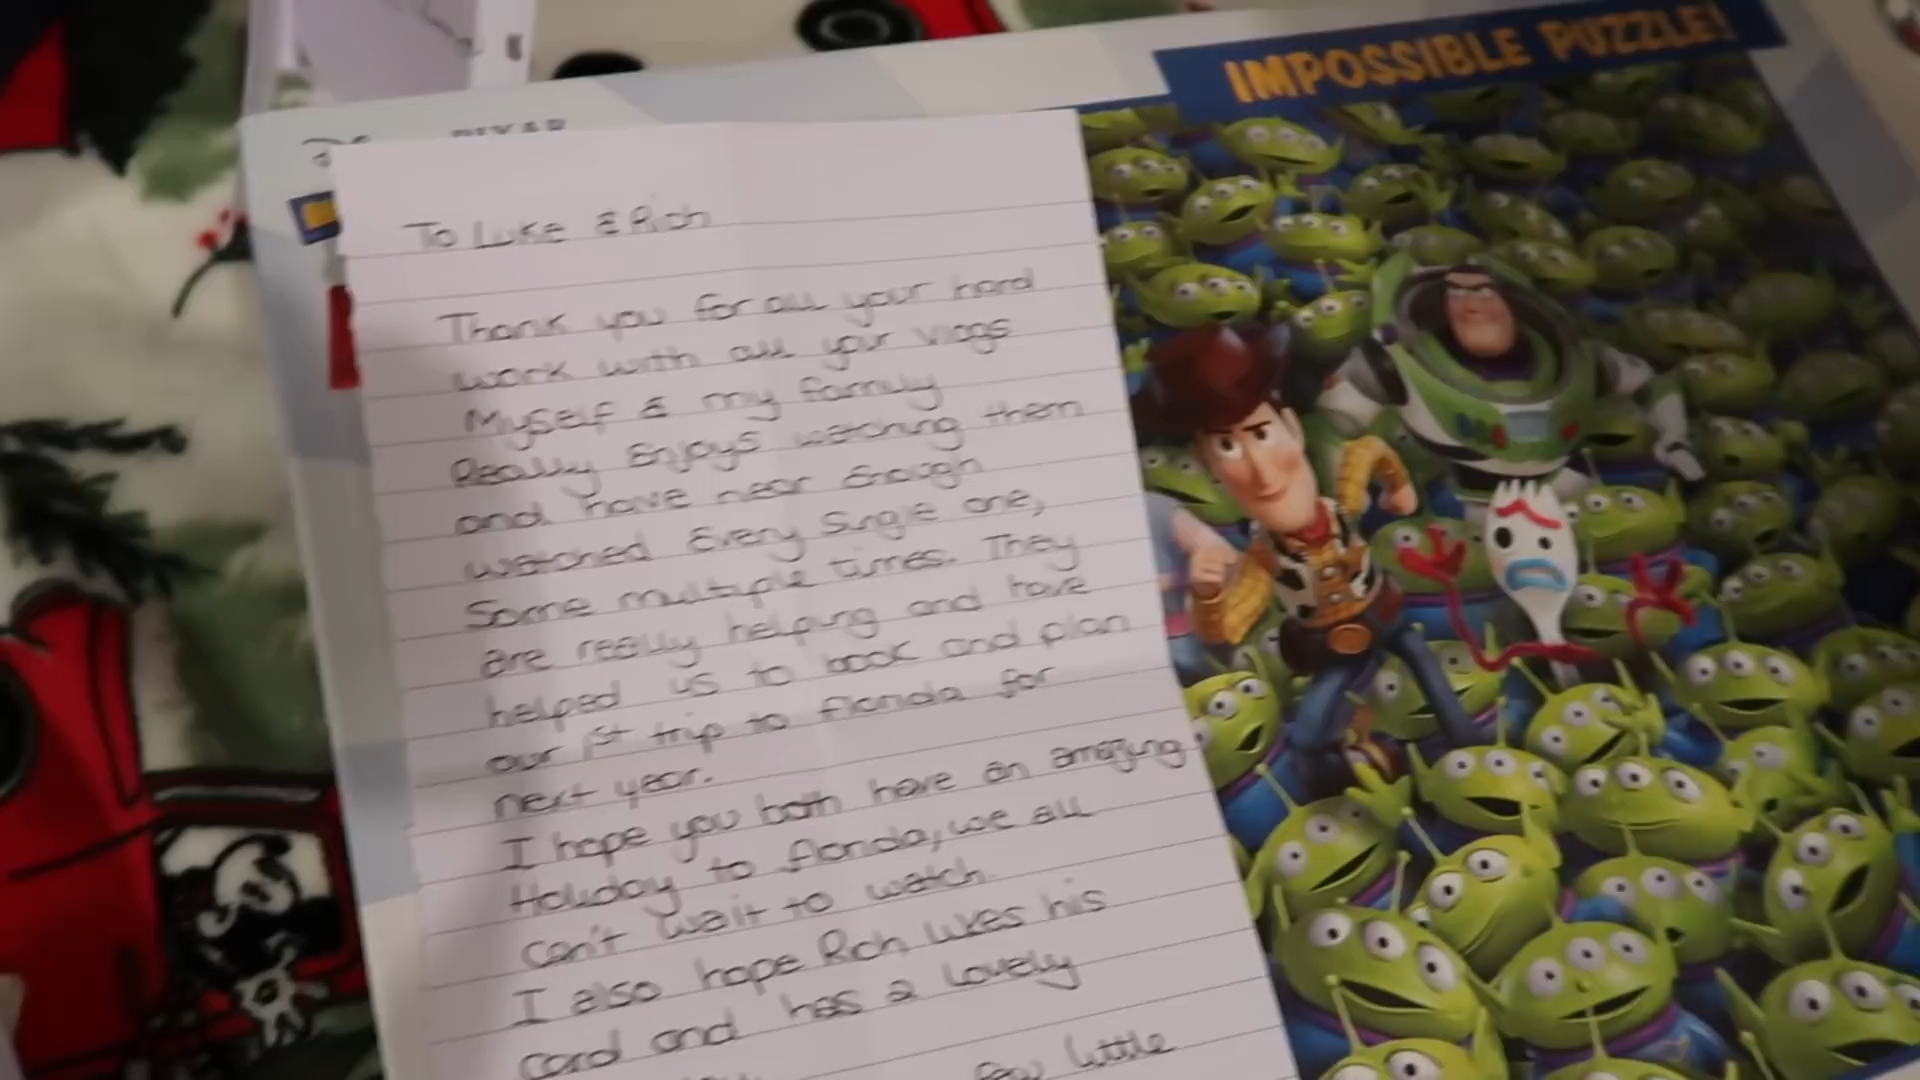 IMPOSSIBLE PUZZLE!
PIXAR
To Luke & Rich
Thank you for all your hard
work with all your vlogs
Myself & my family
Really Enjoys watching them
and have near Enough
watched Every Single one,
Some multiple times. They
are really helping and have
helped us to book and plan
our 1st trip to florida for
next year.
I hope you both have an amazing
Holiday to florida, we all
can't wait to watch.
I also hope Rich likes his
card and has a lovely
few little